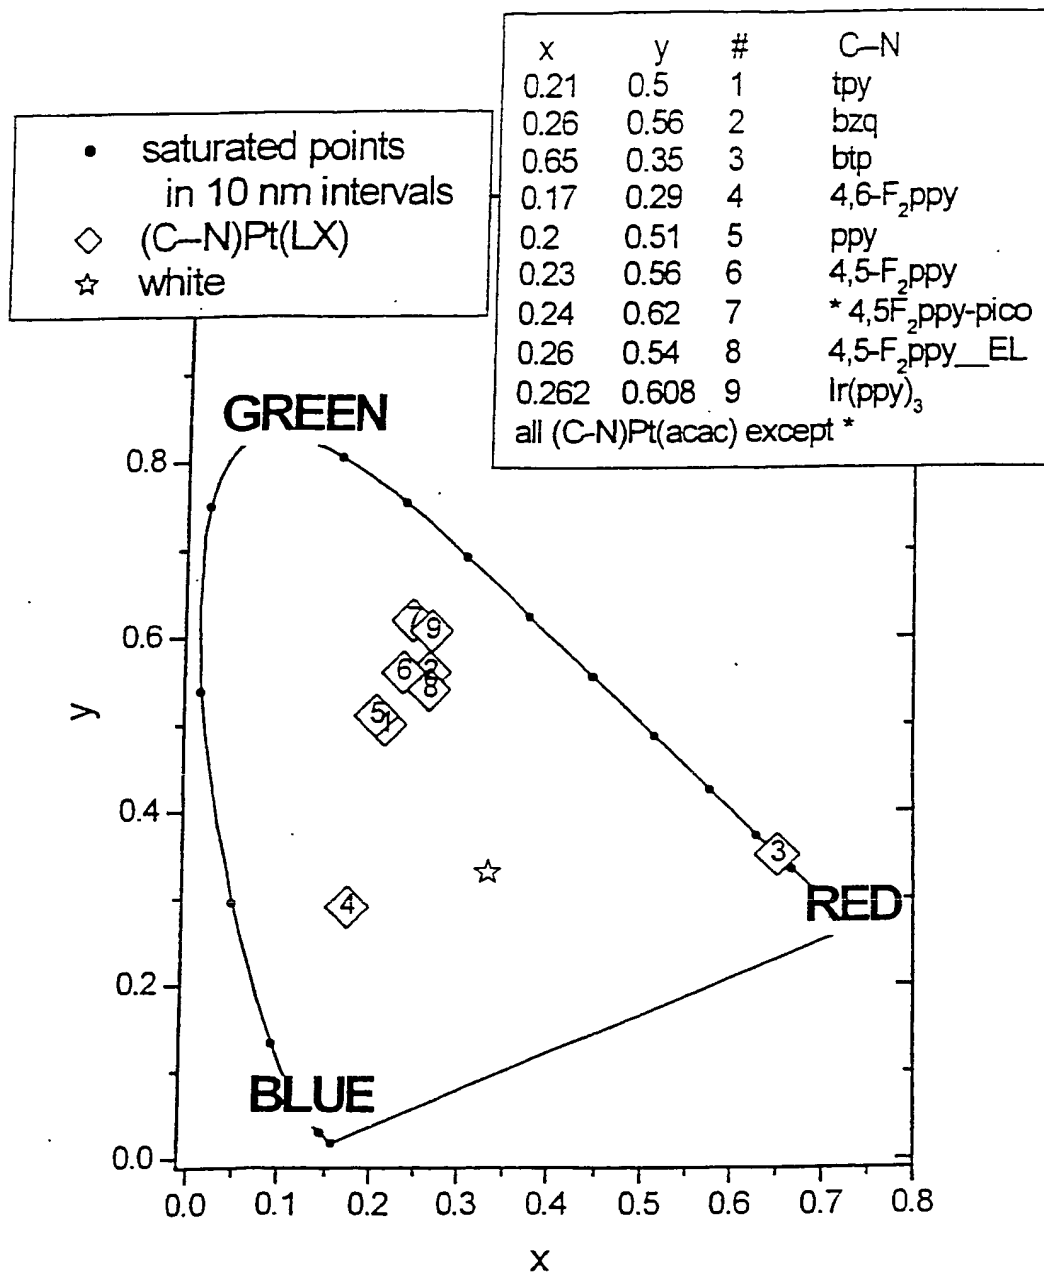 x y # C–N
0.21 0.5 1 tpy
0.26 0.56 2 bzq
0.65 0.35 3 btp
0.17 0.29 4 4,6-F₂ppy
0.2 0.51 5 ppy
0.23 0.56 6 4,5-F₂ppy
0.24 0.62 7 * 4,5F₂ppy-pico
0.26 0.54 8 4,5-F₂ppy__EL
0.262 0.608 9 Ir(ppy)₃
all (C-N)Pt(acac) except *
saturated points
in 10 nm intervals
(C–N)Pt(LX)
white
GREEN
0.8
7 9
0.6
6 2
8
5 1
y
0.4
3
4
RED
0.2
BLUE
0.0
0.0 0.1 0.2 0.3 0.4 0.5 0.6 0.7 0.8
x